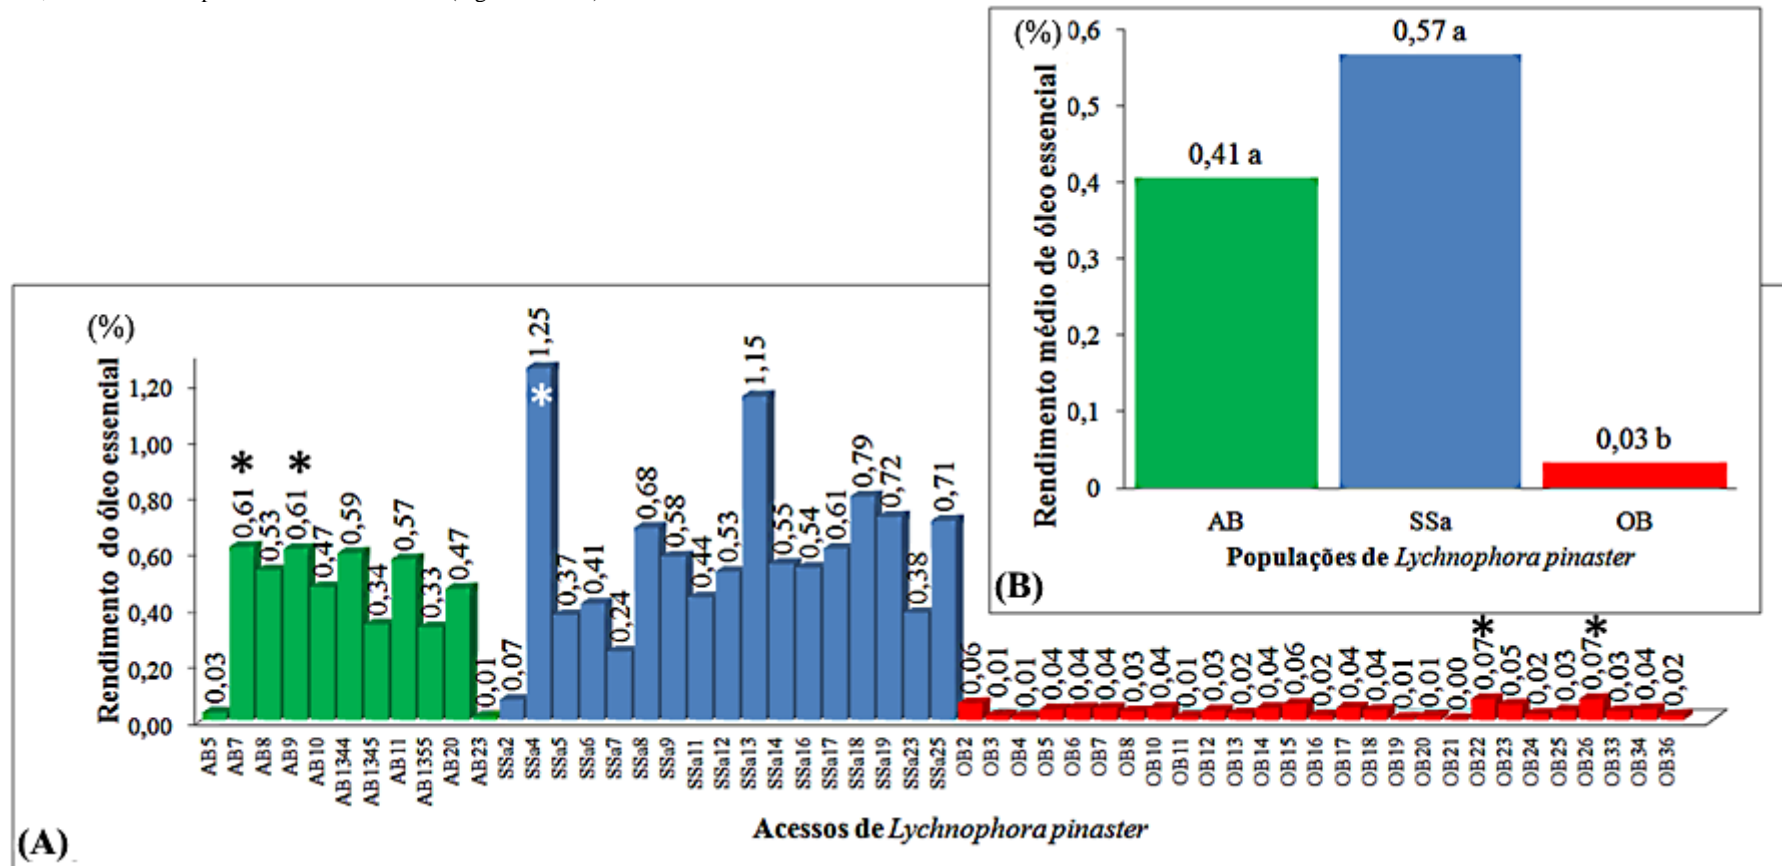 (%)
Rendimento médio de óleo essencial
0,6
0,5
0,4
0,3
0,2
0,1
0
0,41 a
0,57 a
0,03 b
AB
SSa
OB
Populações de Lychnophora pinaster
(B)
(%)
Rendimento do óleo essencial
1,20
1,00
0,80
0,60
0,40
0,20
0,00
0,03
* 0,61
0,53
* 0,61
0,47
0,59
0,34
0,57
0,33
0,47
0,01
0,07
1,25 *
0,37
0,41
0,24
0,68
0,58
0,44
0,53
1,15
0,55
0,54
0,61
0,79
0,72
0,38
0,71
0,06
0,01
0,01
0,04
0,04
0,04
0,03
0,04
0,01
0,03
0,02
0,04
0,06
0,02
0,04
0,04
0,01
0,01
0,00
0,07 *
0,05
0,02
0,03
0,07 *
0,03
0,04
0,02
AB5
AB7
AB8
AB9
AB10
AB1344
AB1345
AB11
AB1355
AB20
AB23
SSa2
SSa4
SSa5
SSa6
SSa7
SSa8
SSa9
SSa11
SSa12
SSa13
SSa14
SSa16
SSa17
SSa18
SSa19
SSa23
SSa25
OB2
OB3
OB4
OB5
OB6
OB7
OB8
OB10
OB11
OB12
OB13
OB14
OB15
OB16
OB17
OB18
OB19
OB20
OB21
OB22
OB23
OB24
OB25
OB26
OB33
OB34
OB36
Acessos de Lychnophora pinaster
(A)